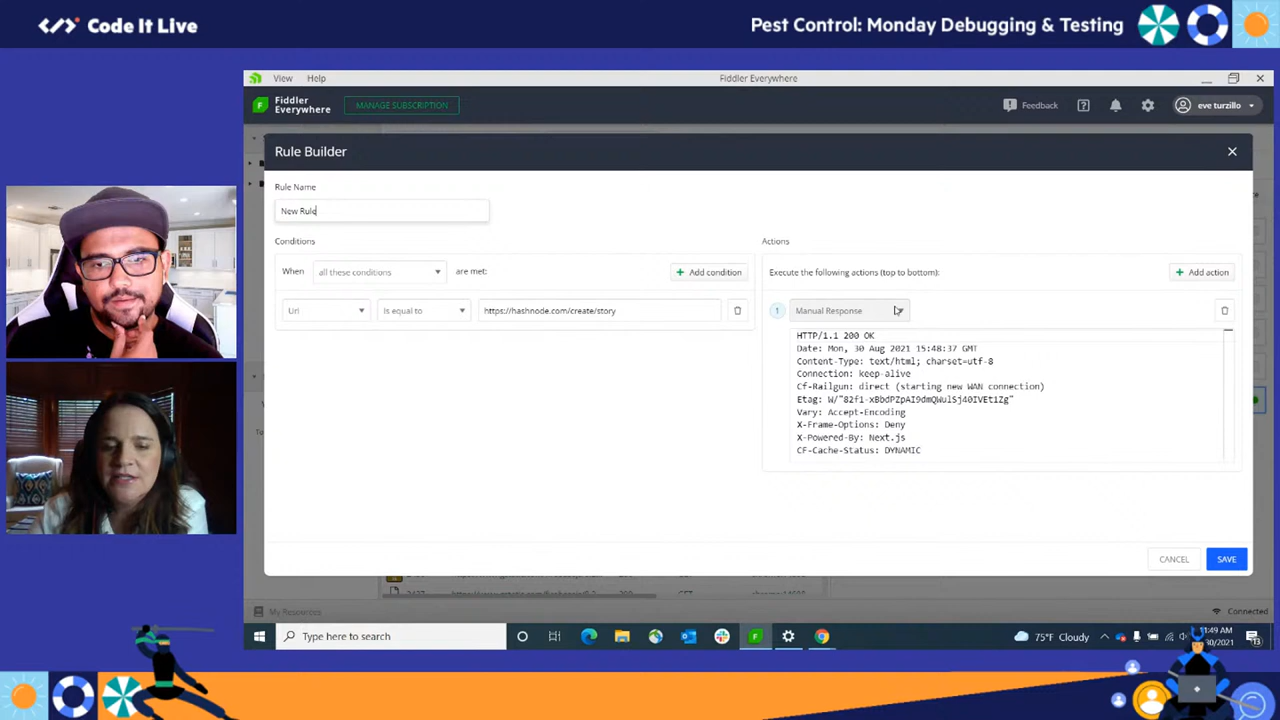 </> Code It Live
Pest Control: Monday Debugging & Testing
View Help
Fiddler Everywhere
Fiddler
Everywhere
MANAGE SUBSCRIPTION
Feedback
eve turzillo
Rule Builder
Rule Name
New Rule
Conditions
When all these conditions are met:
Add condition
Url Is equal to https://hashnode.com/create/story
Actions
Execute the following actions (top to bottom):
Add action
1 Manual Response
HTTP/1.1 200 OK
Date: Mon, 30 Aug 2021 15:48:37 GMT
Content-Type: text/html; charset=utf-8
Connection: keep-alive
Cf-Railgun: direct (starting new WAN connection)
Vary: Accept-Encoding
X-Frame-Options: Deny
X-Powered-By: Next.js
CF-Cache-Status: DYNAMIC
CANCEL SAVE
My Resources
Connected
Type here to search
75°F Cloudy
11:49 AM